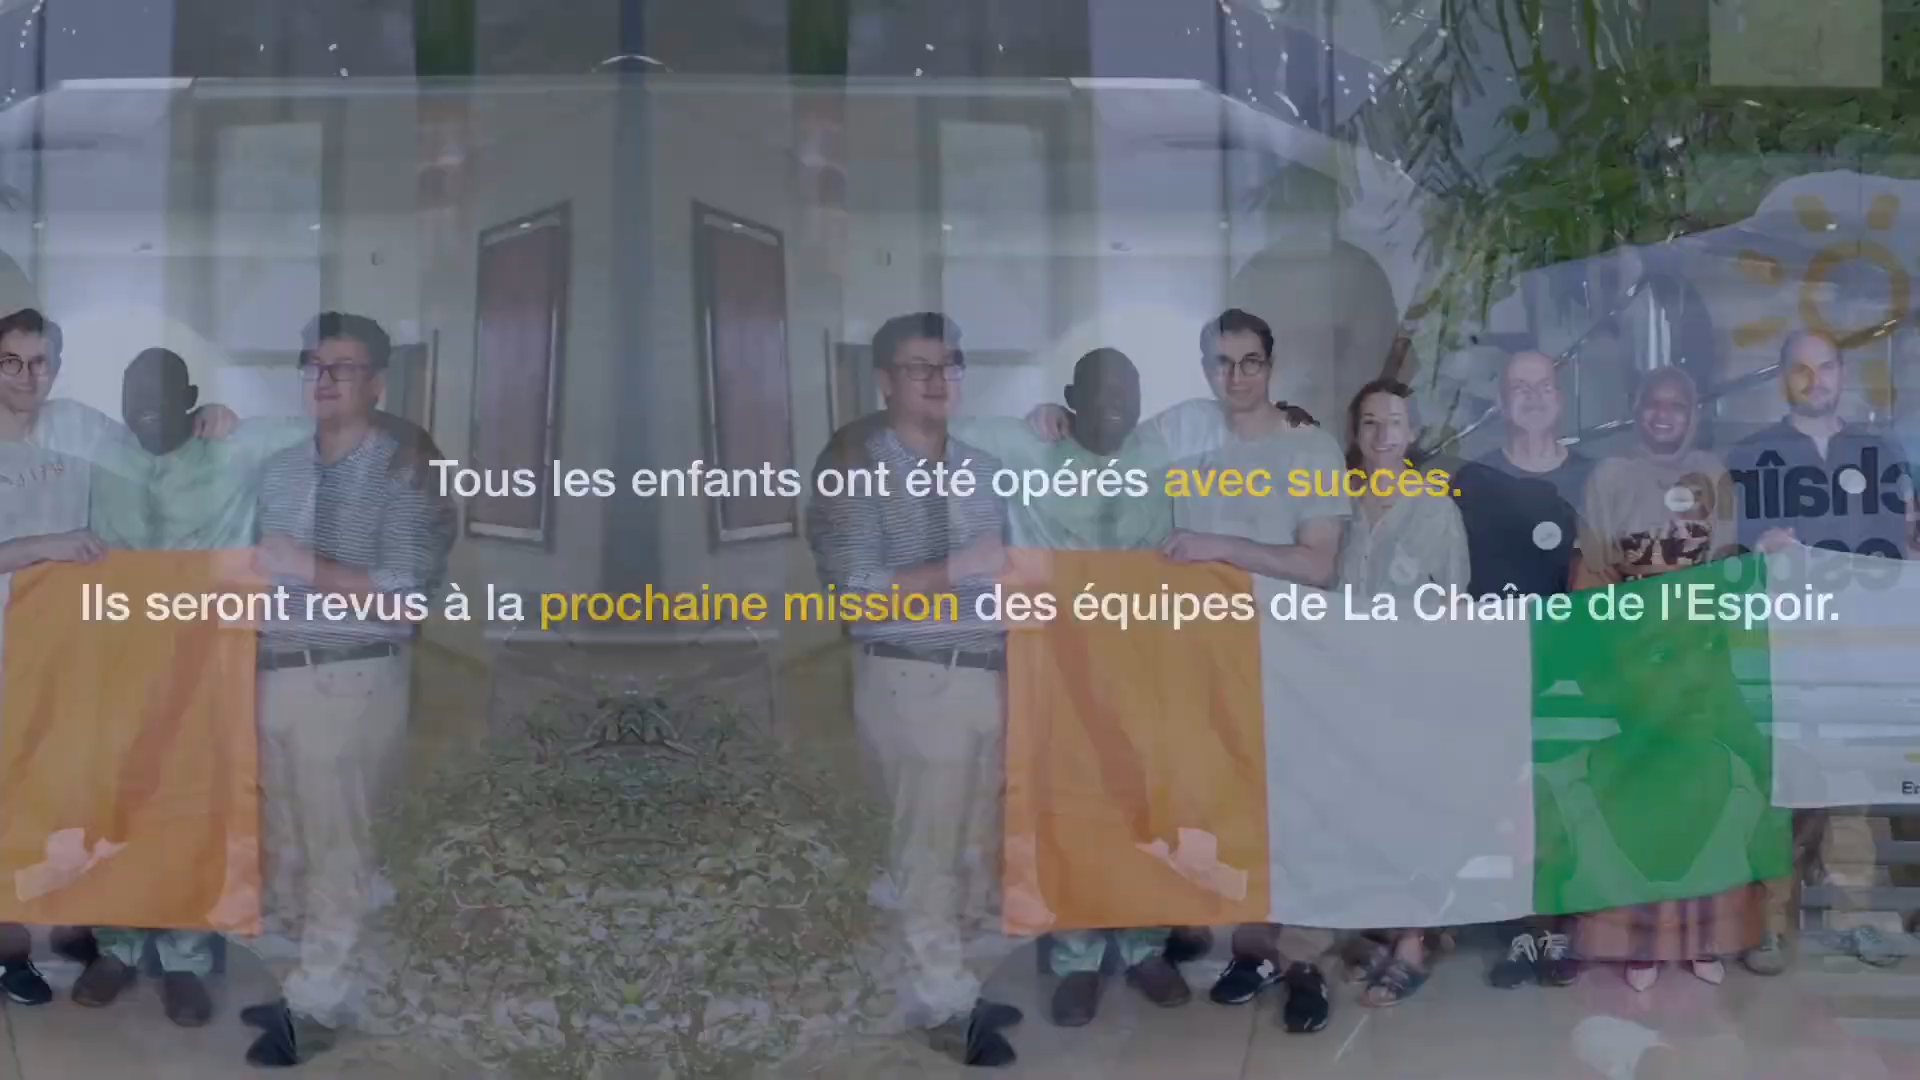 Tous les enfants ont été opérés avec succès.
Ils seront revus à la prochaine mission des équipes de La Chaîne de l'Espoir.